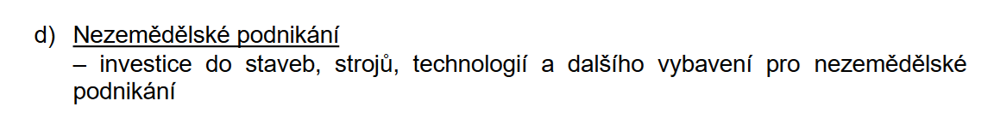 d) Nezemědělské podnikání
– investice do staveb, strojů, technologií a dalšího vybavení pro nezemědělské
podnikání